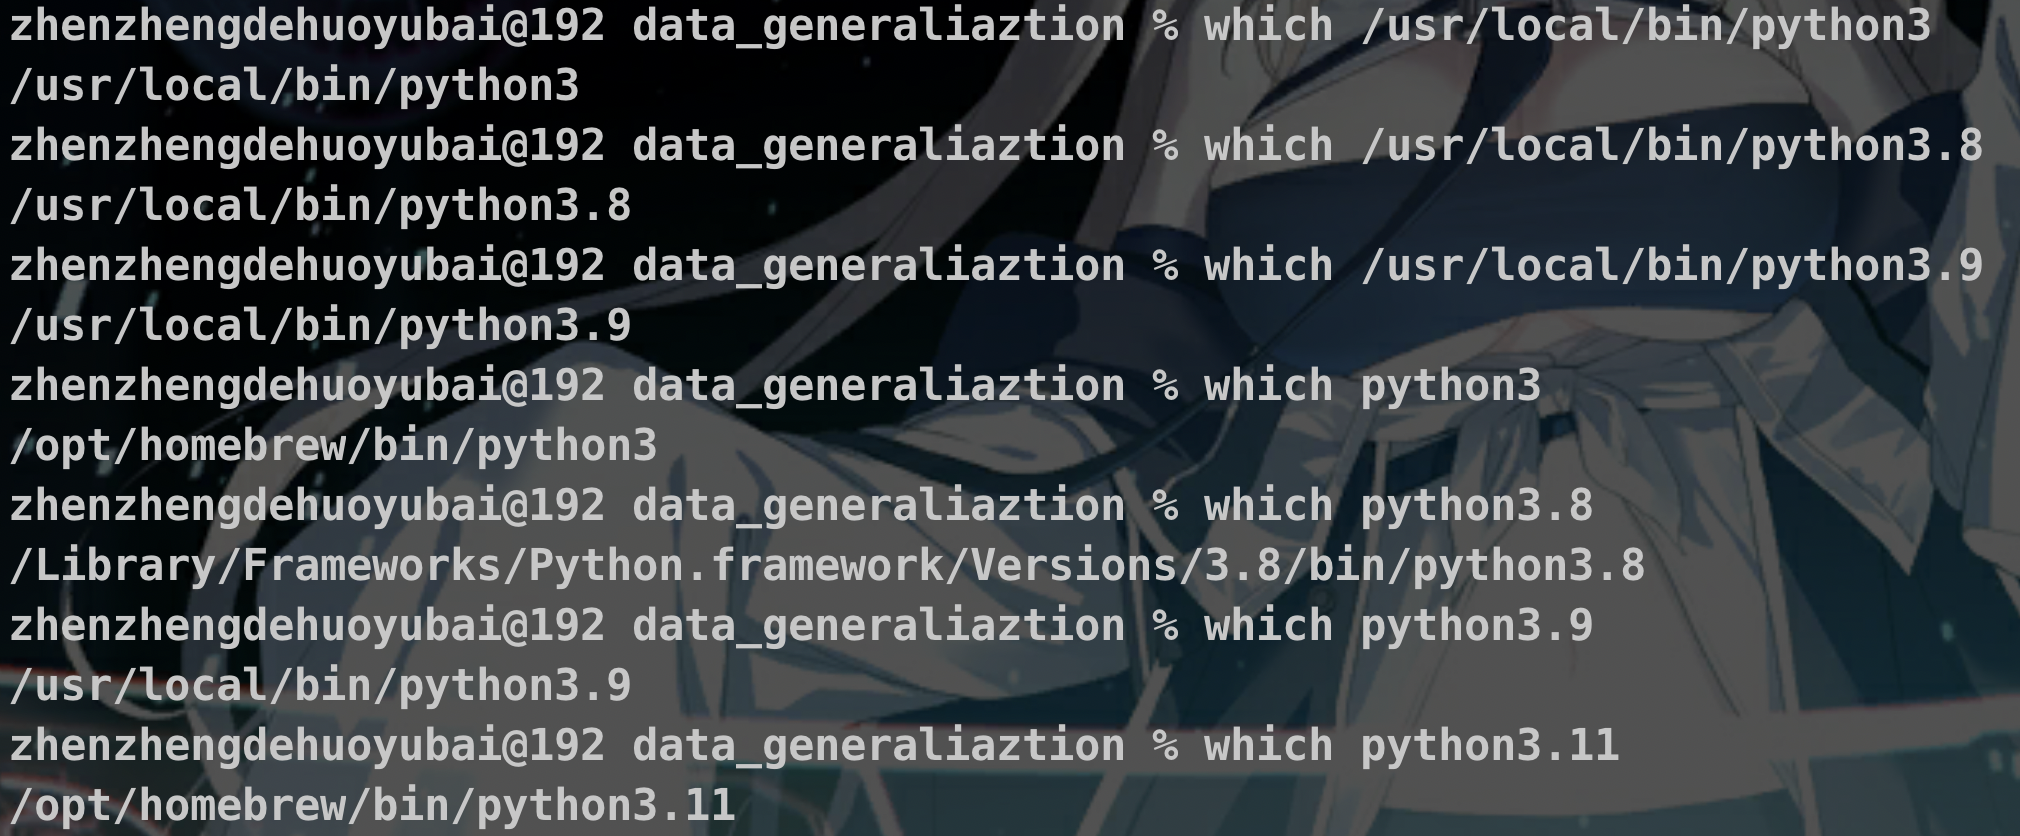 zhenzhengdehuoyubai@192 data_generaliaztion % which /usr/local/bin/python3
/usr/local/bin/python3
zhenzhengdehuoyubai@192 data_generaliaztion % which /usr/local/bin/python3.8
/usr/local/bin/python3.8
zhenzhengdehuoyubai@192 data_generaliaztion % which /usr/local/bin/python3.9
/usr/local/bin/python3.9
zhenzhengdehuoyubai@192 data_generaliaztion % which python3
/opt/homebrew/bin/python3
zhenzhengdehuoyubai@192 data_generaliaztion % which python3.8
/Library/Frameworks/Python.framework/Versions/3.8/bin/python3.8
zhenzhengdehuoyubai@192 data_generaliaztion % which python3.9
/usr/local/bin/python3.9
zhenzhengdehuoyubai@192 data_generaliaztion % which python3.11
/opt/homebrew/bin/python3.11